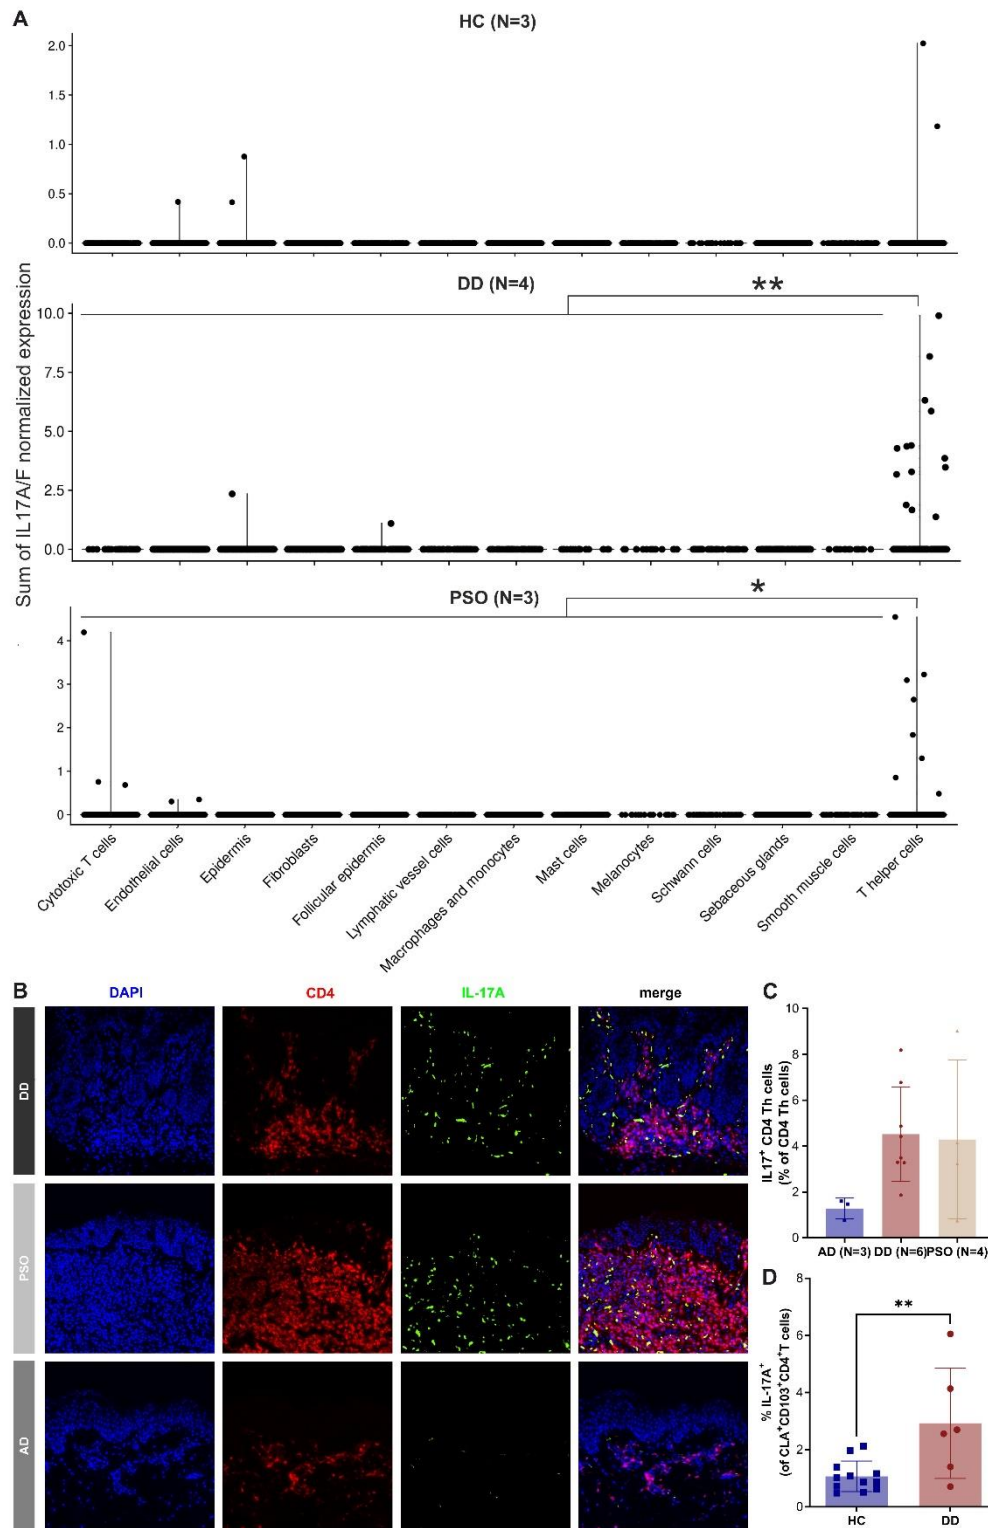 A
HC (N=3)
2.0
1.5
1.0
0.5
0.0
Sum of IL17A/F normalized expression
DD (N=4)
**
10.0
7.5
5.0
2.5
0.0
PSO (N=3)
*
4
3
2
1
0
Cytotoxic T cells
Endothelial cells
Epidermis
Fibroblasts
Follicular epidermis
Lymphatic vessel cells
Macrophages and monocytes
Mast cells
Melanocytes
Schwann cells
Sebaceous glands
Smooth muscle cells
T helper cells
B
DAPI
CD4
IL-17A
merge
DD
PSO
AD
C
IL17⁺ CD4 Th cells
(% of CD4 Th cells)
10
8
6
4
2
0
AD (N=3) DD (N=6) PSO (N=4)
D
% IL-17A⁺
(of CLA⁺CD103⁺CD4⁺T cells)
8
6
4
2
0
**
HC
DD